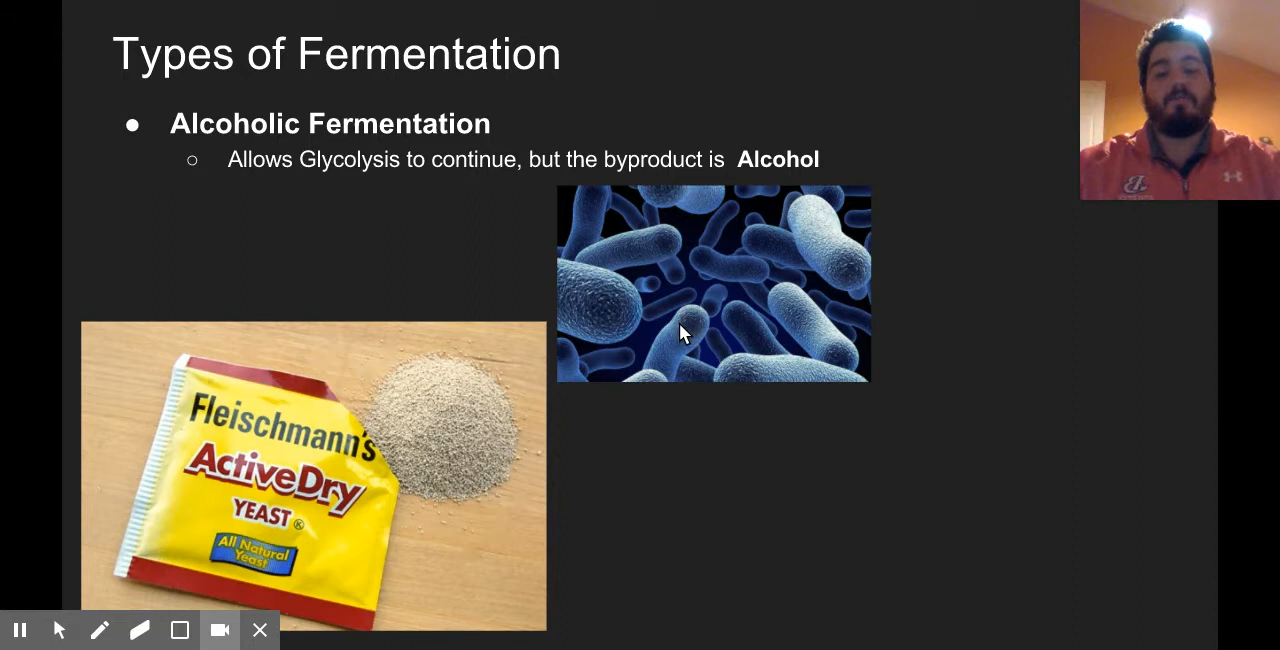 Types of Fermentation
● Alcoholic Fermentation
○ Allows Glycolysis to continue, but the byproduct is Alcohol
Fleischmann's
ActiveDry
YEAST
All Natural
Yeast